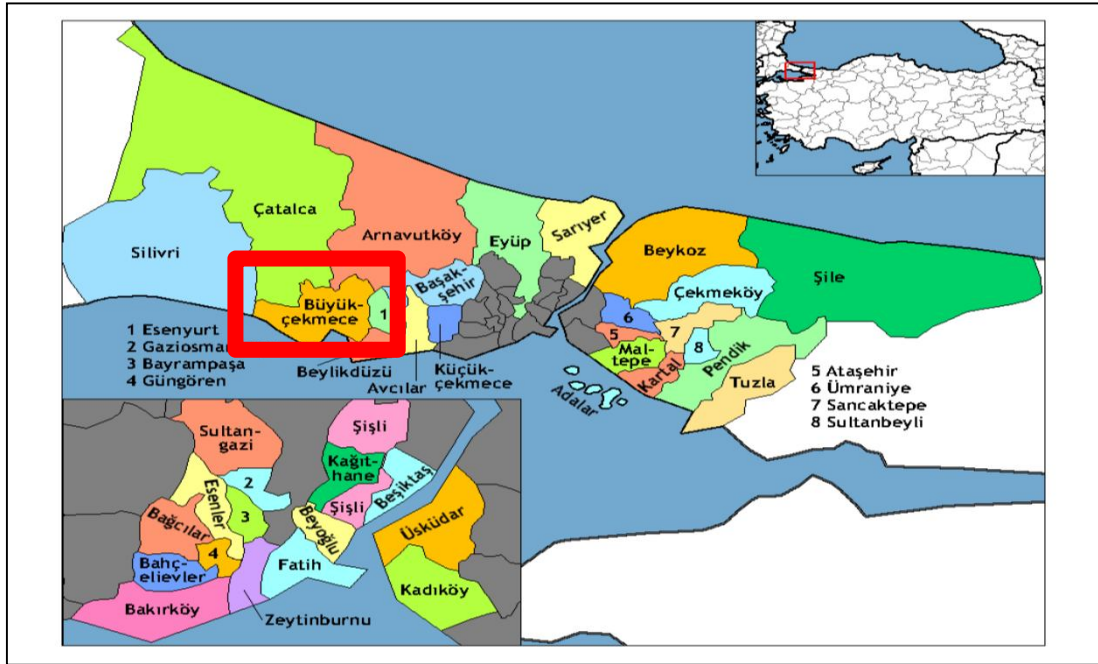 Çatalca
Silivri
Arnavutköy
Eyüp
Sarıyer
Başak-
şehir
Büyük-
çekmece
1
Beylikdüzü
Avcılar
Küçük-
çekmece
1 Esenyurt
2 Gaziosma
3 Bayrampaşa
4 Güngören
Beykoz
Şile
Çekmeköy
6
7
5
8
Mal-
tepe
Kartal
Pendik
Tuzla
Adalar
5 Ataşehir
6 Ümraniye
7 Sancaktepe
8 Sultanbeyli
Sultan-
gazi
Şişli
Kağıt-
hane
Beşiktaş
2
Esenler
3
Şişli
Bağcılar
Beyoğlu
Üsküdar
4
Bahç-
elievler
Fatih
Kadıköy
Bakırköy
Zeytinburnu